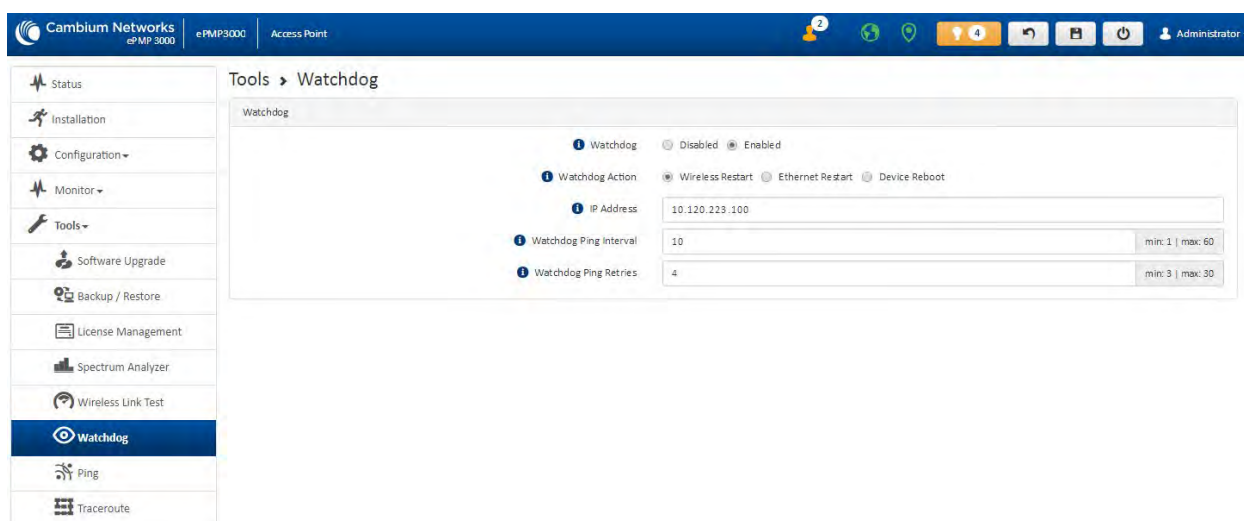 Cambium Networks
ePMP 3000
ePMP3000
Access Point
2
4
Administrator
Status
Installation
Configuration
Monitor
Tools
Software Upgrade
Backup / Restore
License Management
Spectrum Analyzer
Wireless Link Test
Watchdog
Ping
Traceroute
Tools > Watchdog
Watchdog
Watchdog Disabled Enabled
Watchdog Action Wireless Restart Ethernet Restart Device Reboot
IP Address 10.120.223.100
Watchdog Ping Interval 10 min: 1 | max: 60
Watchdog Ping Retries 4 min: 3 | max: 30